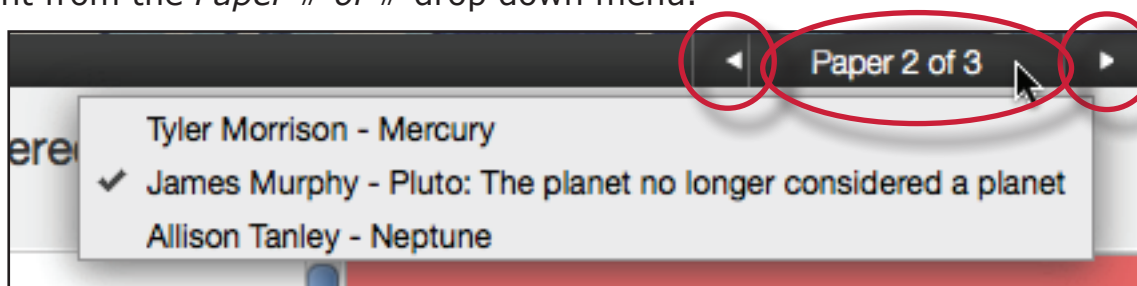 nt from the Paper # of # drop down menu.
Paper 2 of 3
ered
Tyler Morrison - Mercury
James Murphy - Pluto: The planet no longer considered a planet
Allison Tanley - Neptune